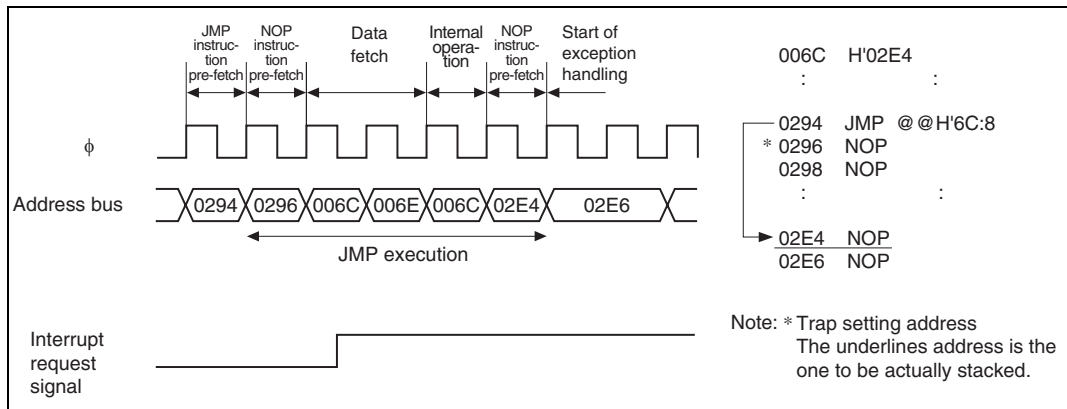 JMP
instruc-
tion
pre-fetch
NOP
instruc-
tion
pre-fetch
Data
fetch
Internal
opera-
tion
NOP
instruc-
tion
pre-fetch
Start of
exception
handling
φ
Address bus
0294 0296 006C 006E 006C 02E4 02E6
JMP execution
Interrupt
request
signal
006C H'02E4
: :
0294 JMP @@H'6C:8
* 0296 NOP
0298 NOP
: :
02E4 NOP
02E6 NOP
Note: * Trap setting address
The underlines address is the
one to be actually stacked.